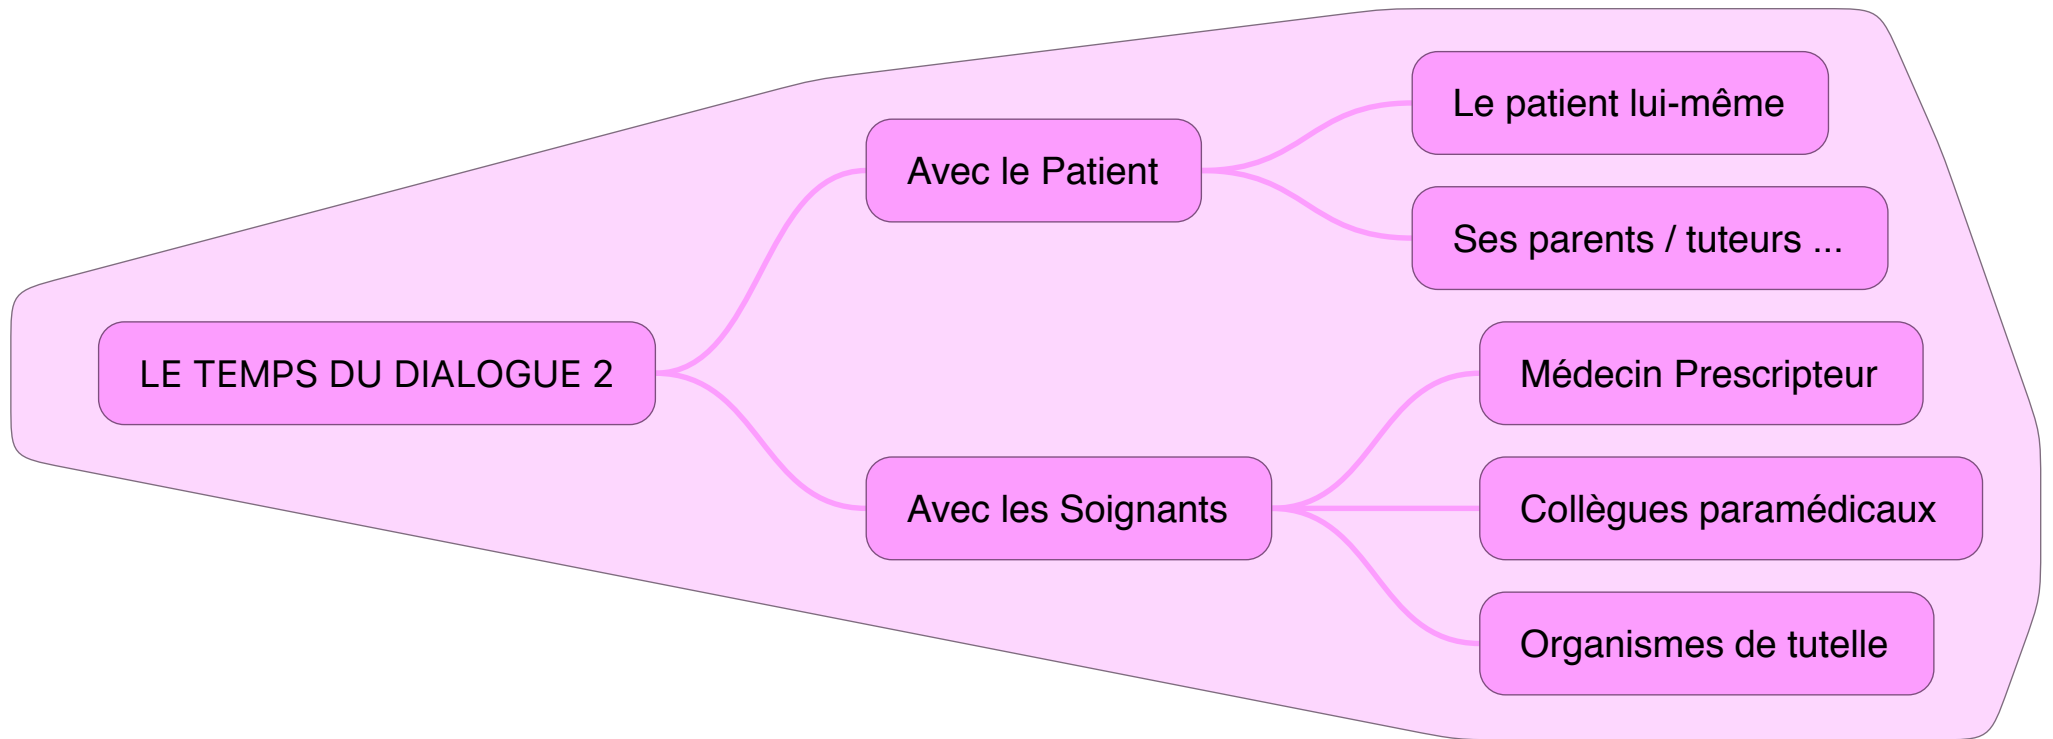 LE TEMPS DU DIALOGUE 2
Avec le Patient
Le patient lui-même
Ses parents / tuteurs ...
Avec les Soignants
Médecin Prescripteur
Collègues paramédicaux
Organismes de tutelle